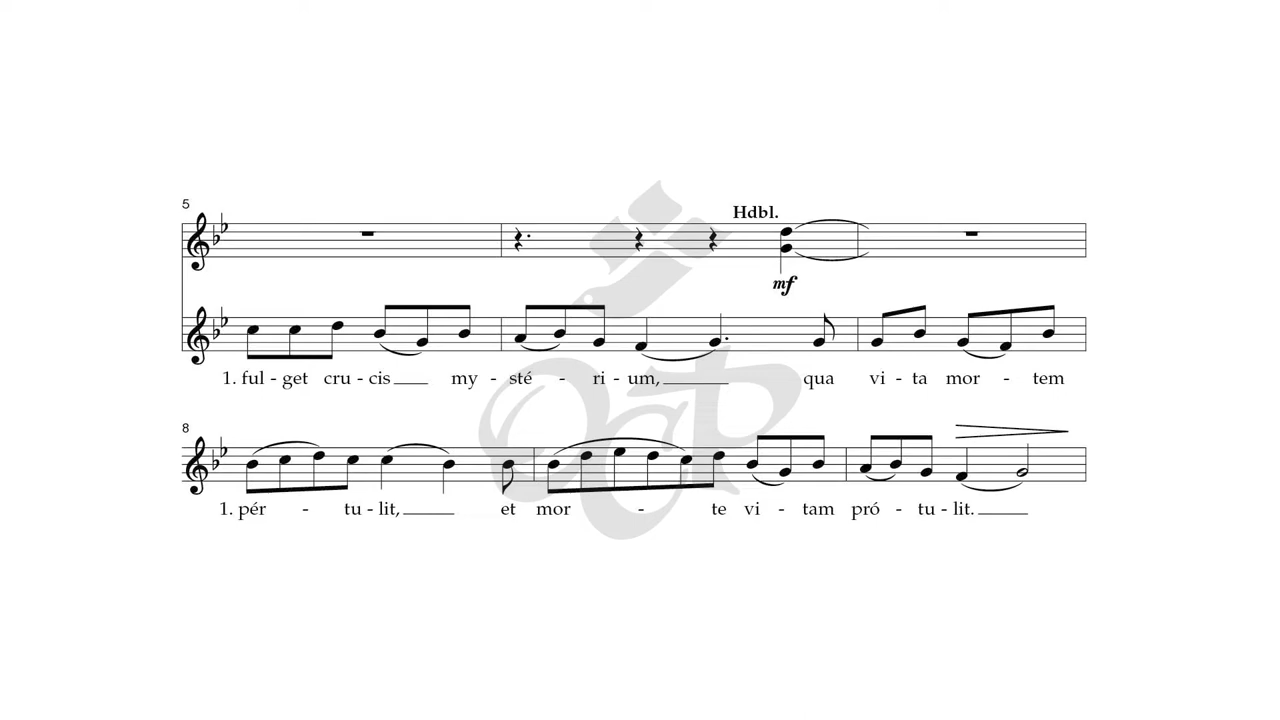 5
Hdbl.
mf
1. ful - get cru - cis my - sté - ri - um, qua vi - ta mor - tem
8
1. pér - tu - lit, et mor - te vi - tam pró - tu - lit.
OCP